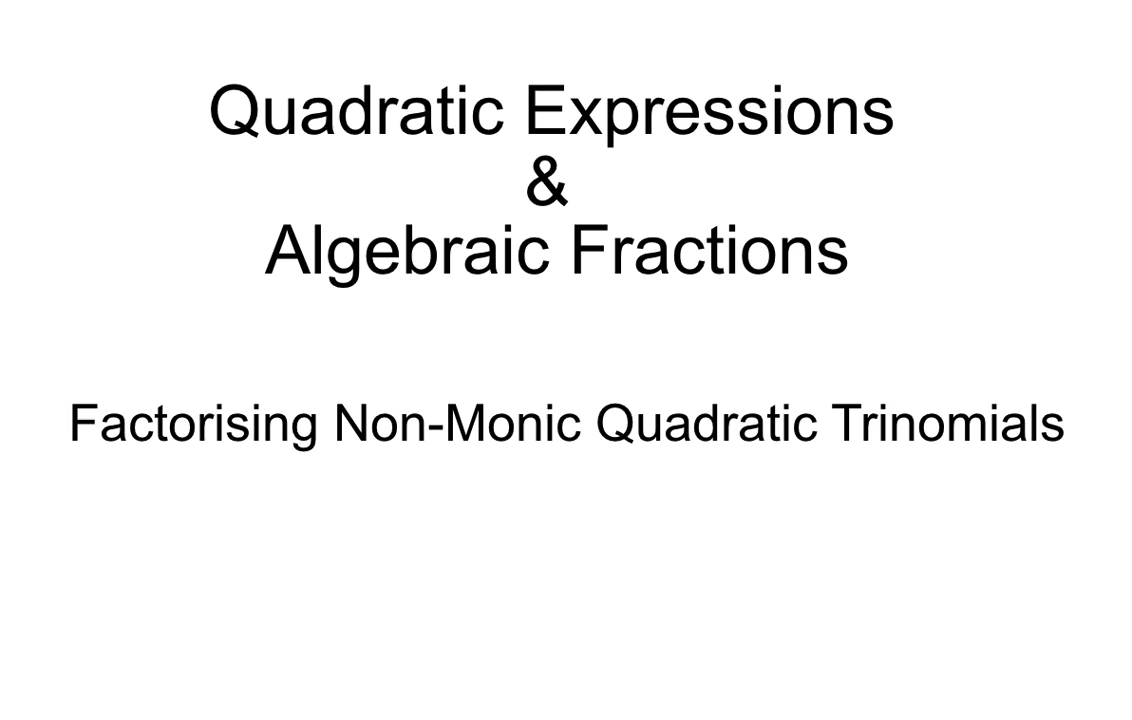 Quadratic Expressions
&
Algebraic Fractions
Factorising Non-Monic Quadratic Trinomials